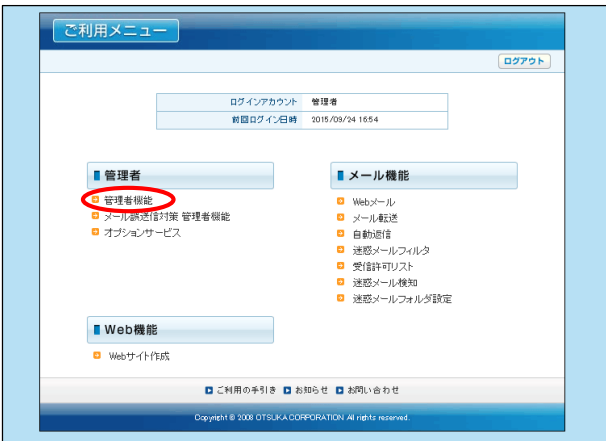 ご利用メニュー
ログアウト
ログインアカウント 管理者
前回ログイン日時 2015/09/24 16:54
管理者
管理者機能
メール誤送信対策 管理者機能
オプションサービス
メール機能
Webメール
メール転送
自動返信
迷惑メールフィルタ
受信許可リスト
迷惑メール検知
迷惑メールフォルダ設定
Web機能
Webサイト作成
ご利用の手引き お知らせ お問い合わせ
Copyright © 2008 OTSUKA CORPORATION All rights reserved.